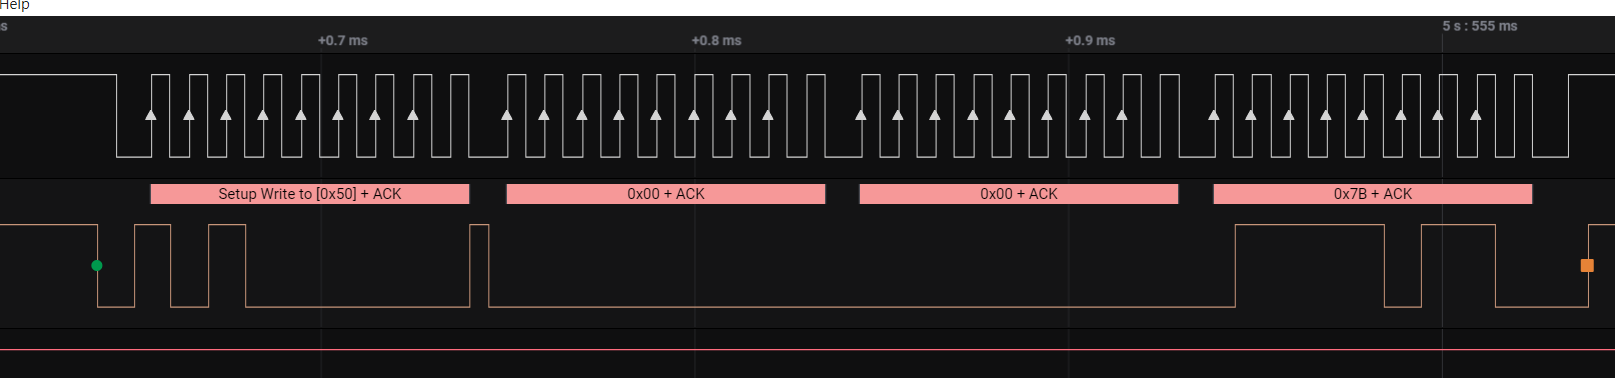 Help
s
+0.7 ms
+0.8 ms
+0.9 ms
5 s : 555 ms
Setup Write to [0x50] + ACK
0x00 + ACK
0x00 + ACK
0x7B + ACK